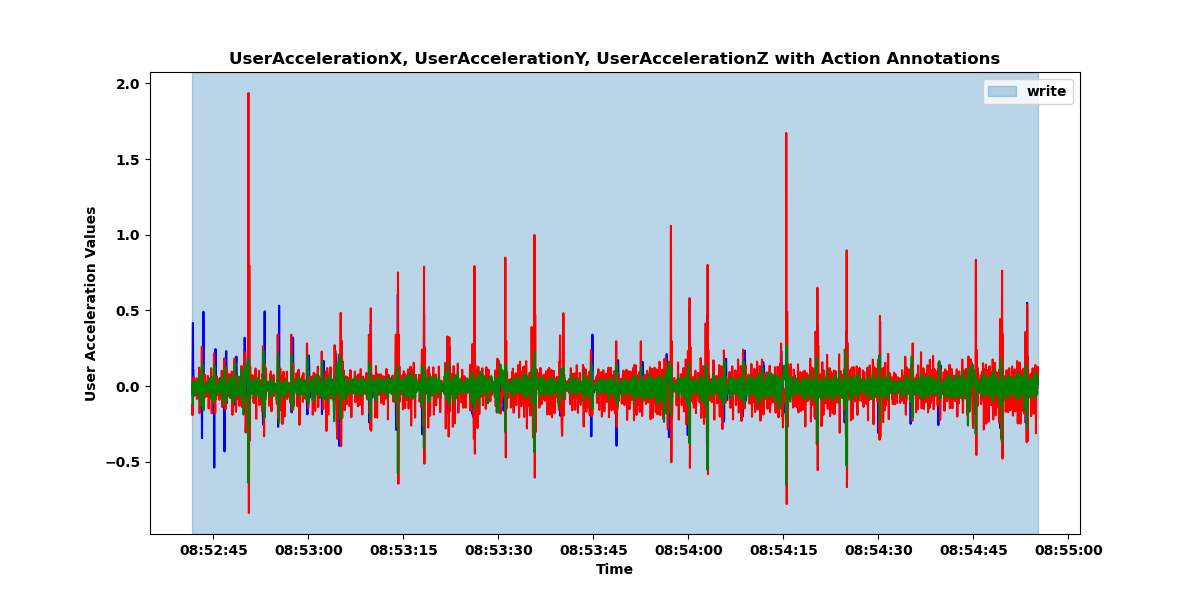 UserAccelerationX, UserAccelerationY, UserAccelerationZ with Action Annotations
write
User Acceleration Values
2.0
1.5
1.0
0.5
0.0
−0.5
08:52:45 08:53:00 08:53:15 08:53:30 08:53:45 08:54:00 08:54:15 08:54:30 08:54:45 08:55:00
Time